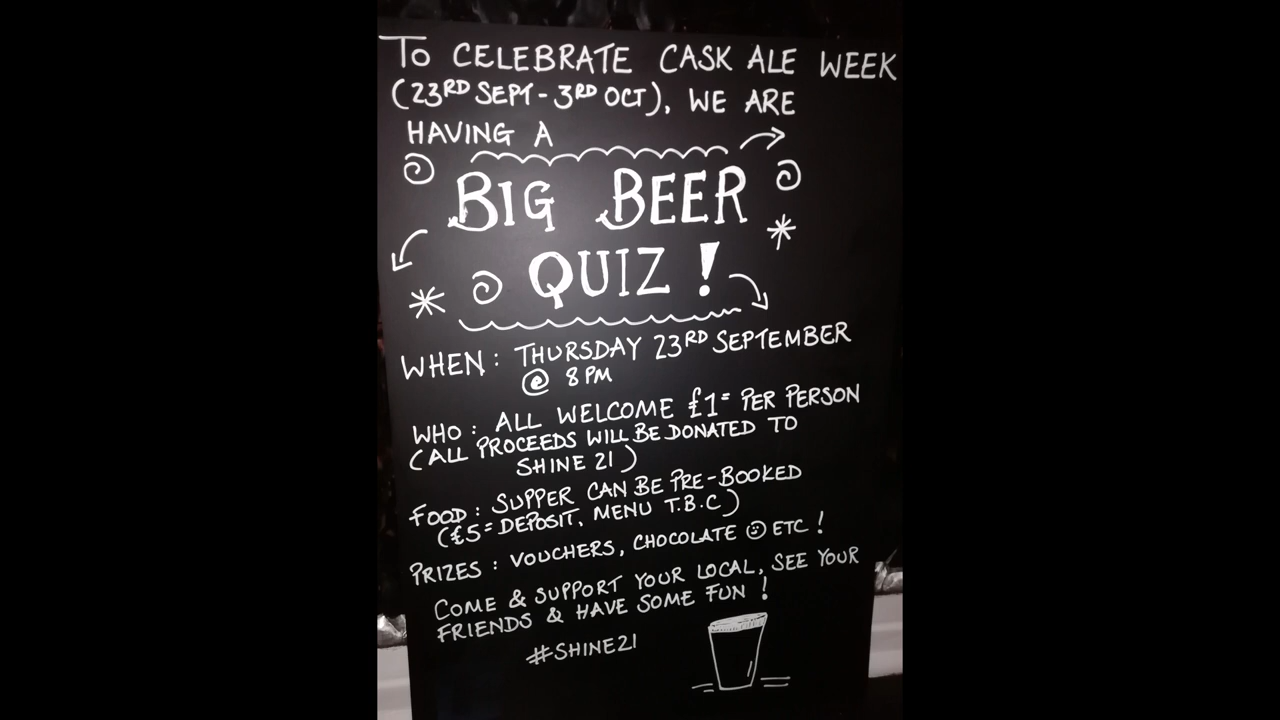 TO CELEBRATE CASK ALE WEEK
(23RD SEPT - 3RD OCT), WE ARE
HAVING A
BIG BEER
QUIZ!
WHEN: THURSDAY 23RD SEPTEMBER
@ 8PM
WHO: ALL WELCOME £1= PER PERSON
(ALL PROCEEDS WILL BE DONATED TO
SHINE 21)
FOOD: SUPPER CAN BE PRE-BOOKED
(£5= DEPOSIT, MENU T.B.C)
PRIZES: VOUCHERS, CHOCOLATE ☺ ETC!
COME & SUPPORT YOUR LOCAL, SEE YOUR
FRIENDS & HAVE SOME FUN!
#SHINE21